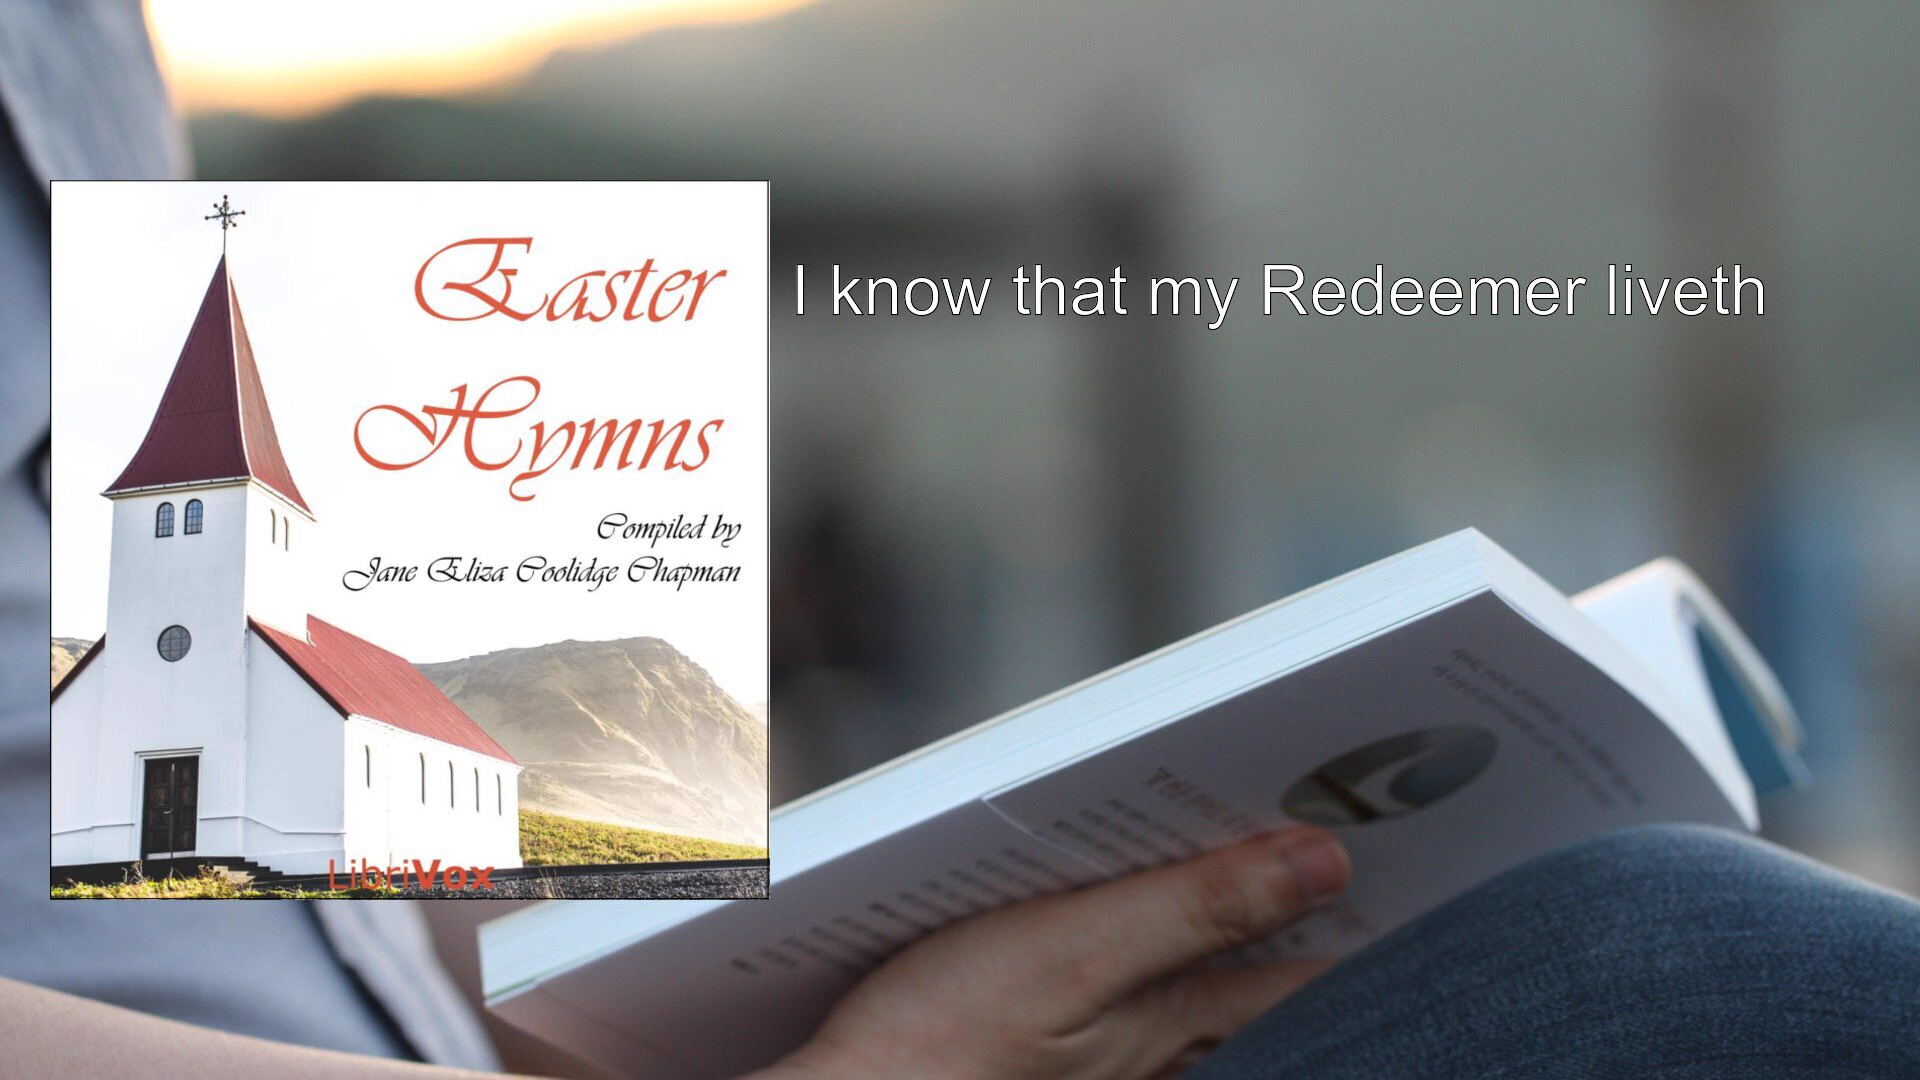 Easter
Hymns
Compiled by
Jane Eliza Coolidge Chapman
LibriVox
I know that my Redeemer liveth